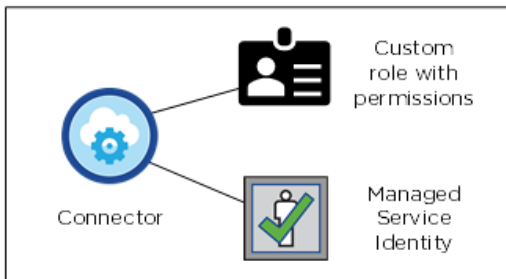 Custom
role with
permissions
Connector
Managed
Service
Identity